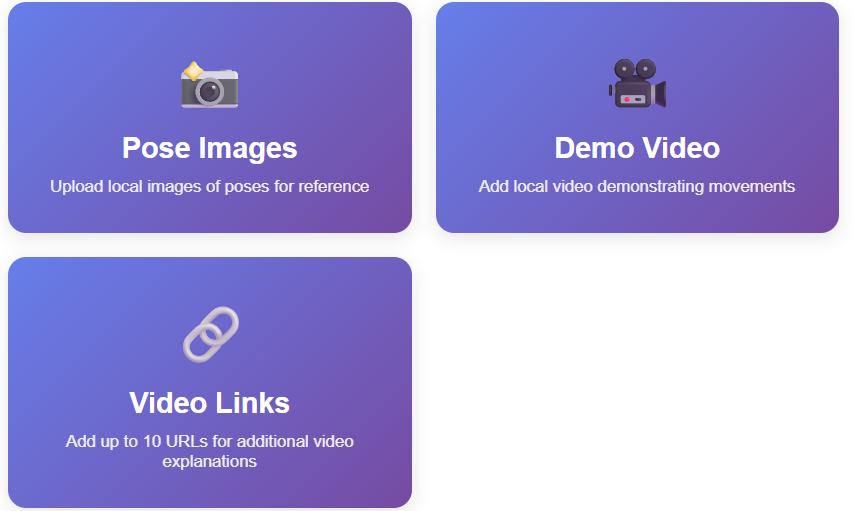 Pose Images
Upload local images of poses for reference
Demo Video
Add local video demonstrating movements
Video Links
Add up to 10 URLs for additional video
explanations